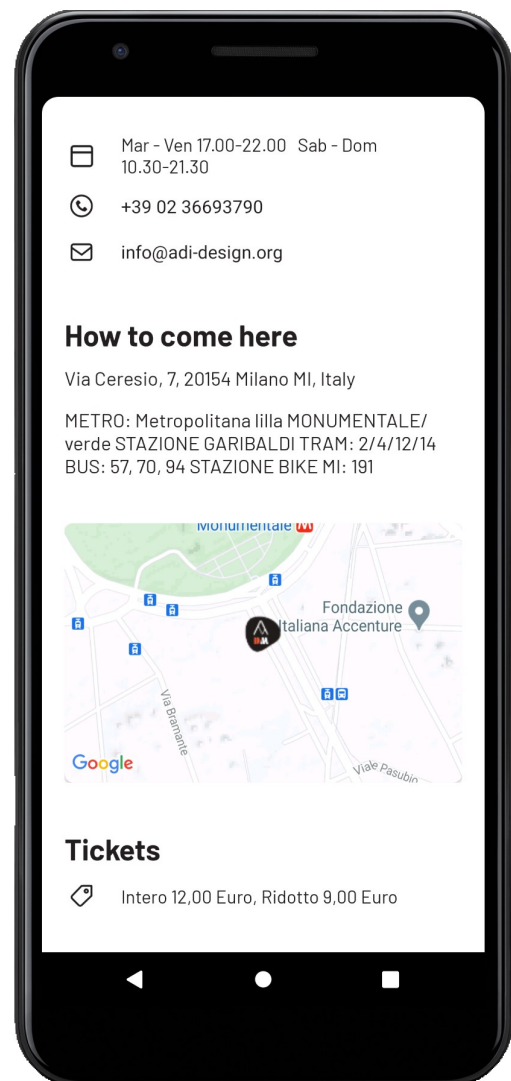 Mar - Ven 17.00-22.00   Sab - Dom
10.30-21.30
+39 02 36693790
info@adi-design.org
How to come here
Via Ceresio, 7, 20154 Milano MI, Italy
METRO: Metropolitana lilla MONUMENTALE/
verde STAZIONE GARIBALDI TRAM: 2/4/12/14
BUS: 57, 70, 94 STAZIONE BIKE MI: 191
Monumentale M
Fondazione
Italiana Accenture
Via Bramante
Google
Viale Pasubio
Tickets
Intero 12,00 Euro, Ridotto 9,00 Euro